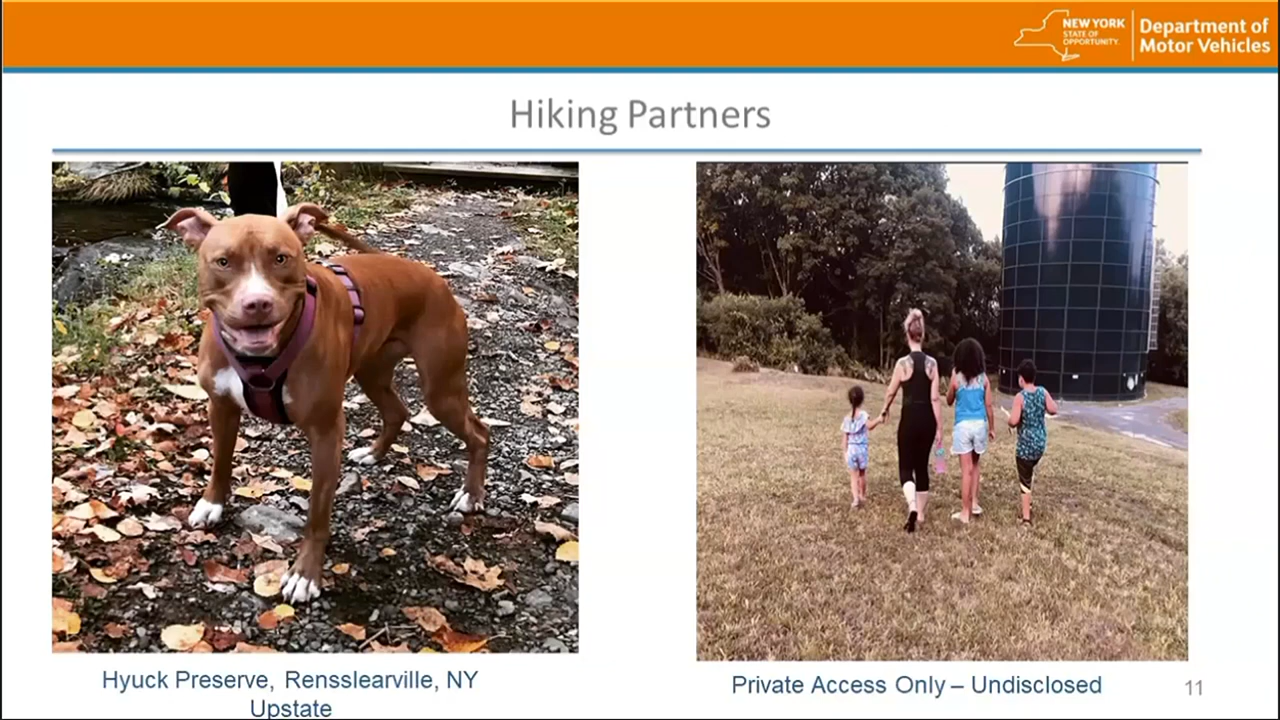 NEW YORK
STATE OF
OPPORTUNITY.
Department of
Motor Vehicles
Hiking Partners
Hyuck Preserve, Rensslearville, NY
Upstate
Private Access Only – Undisclosed
11